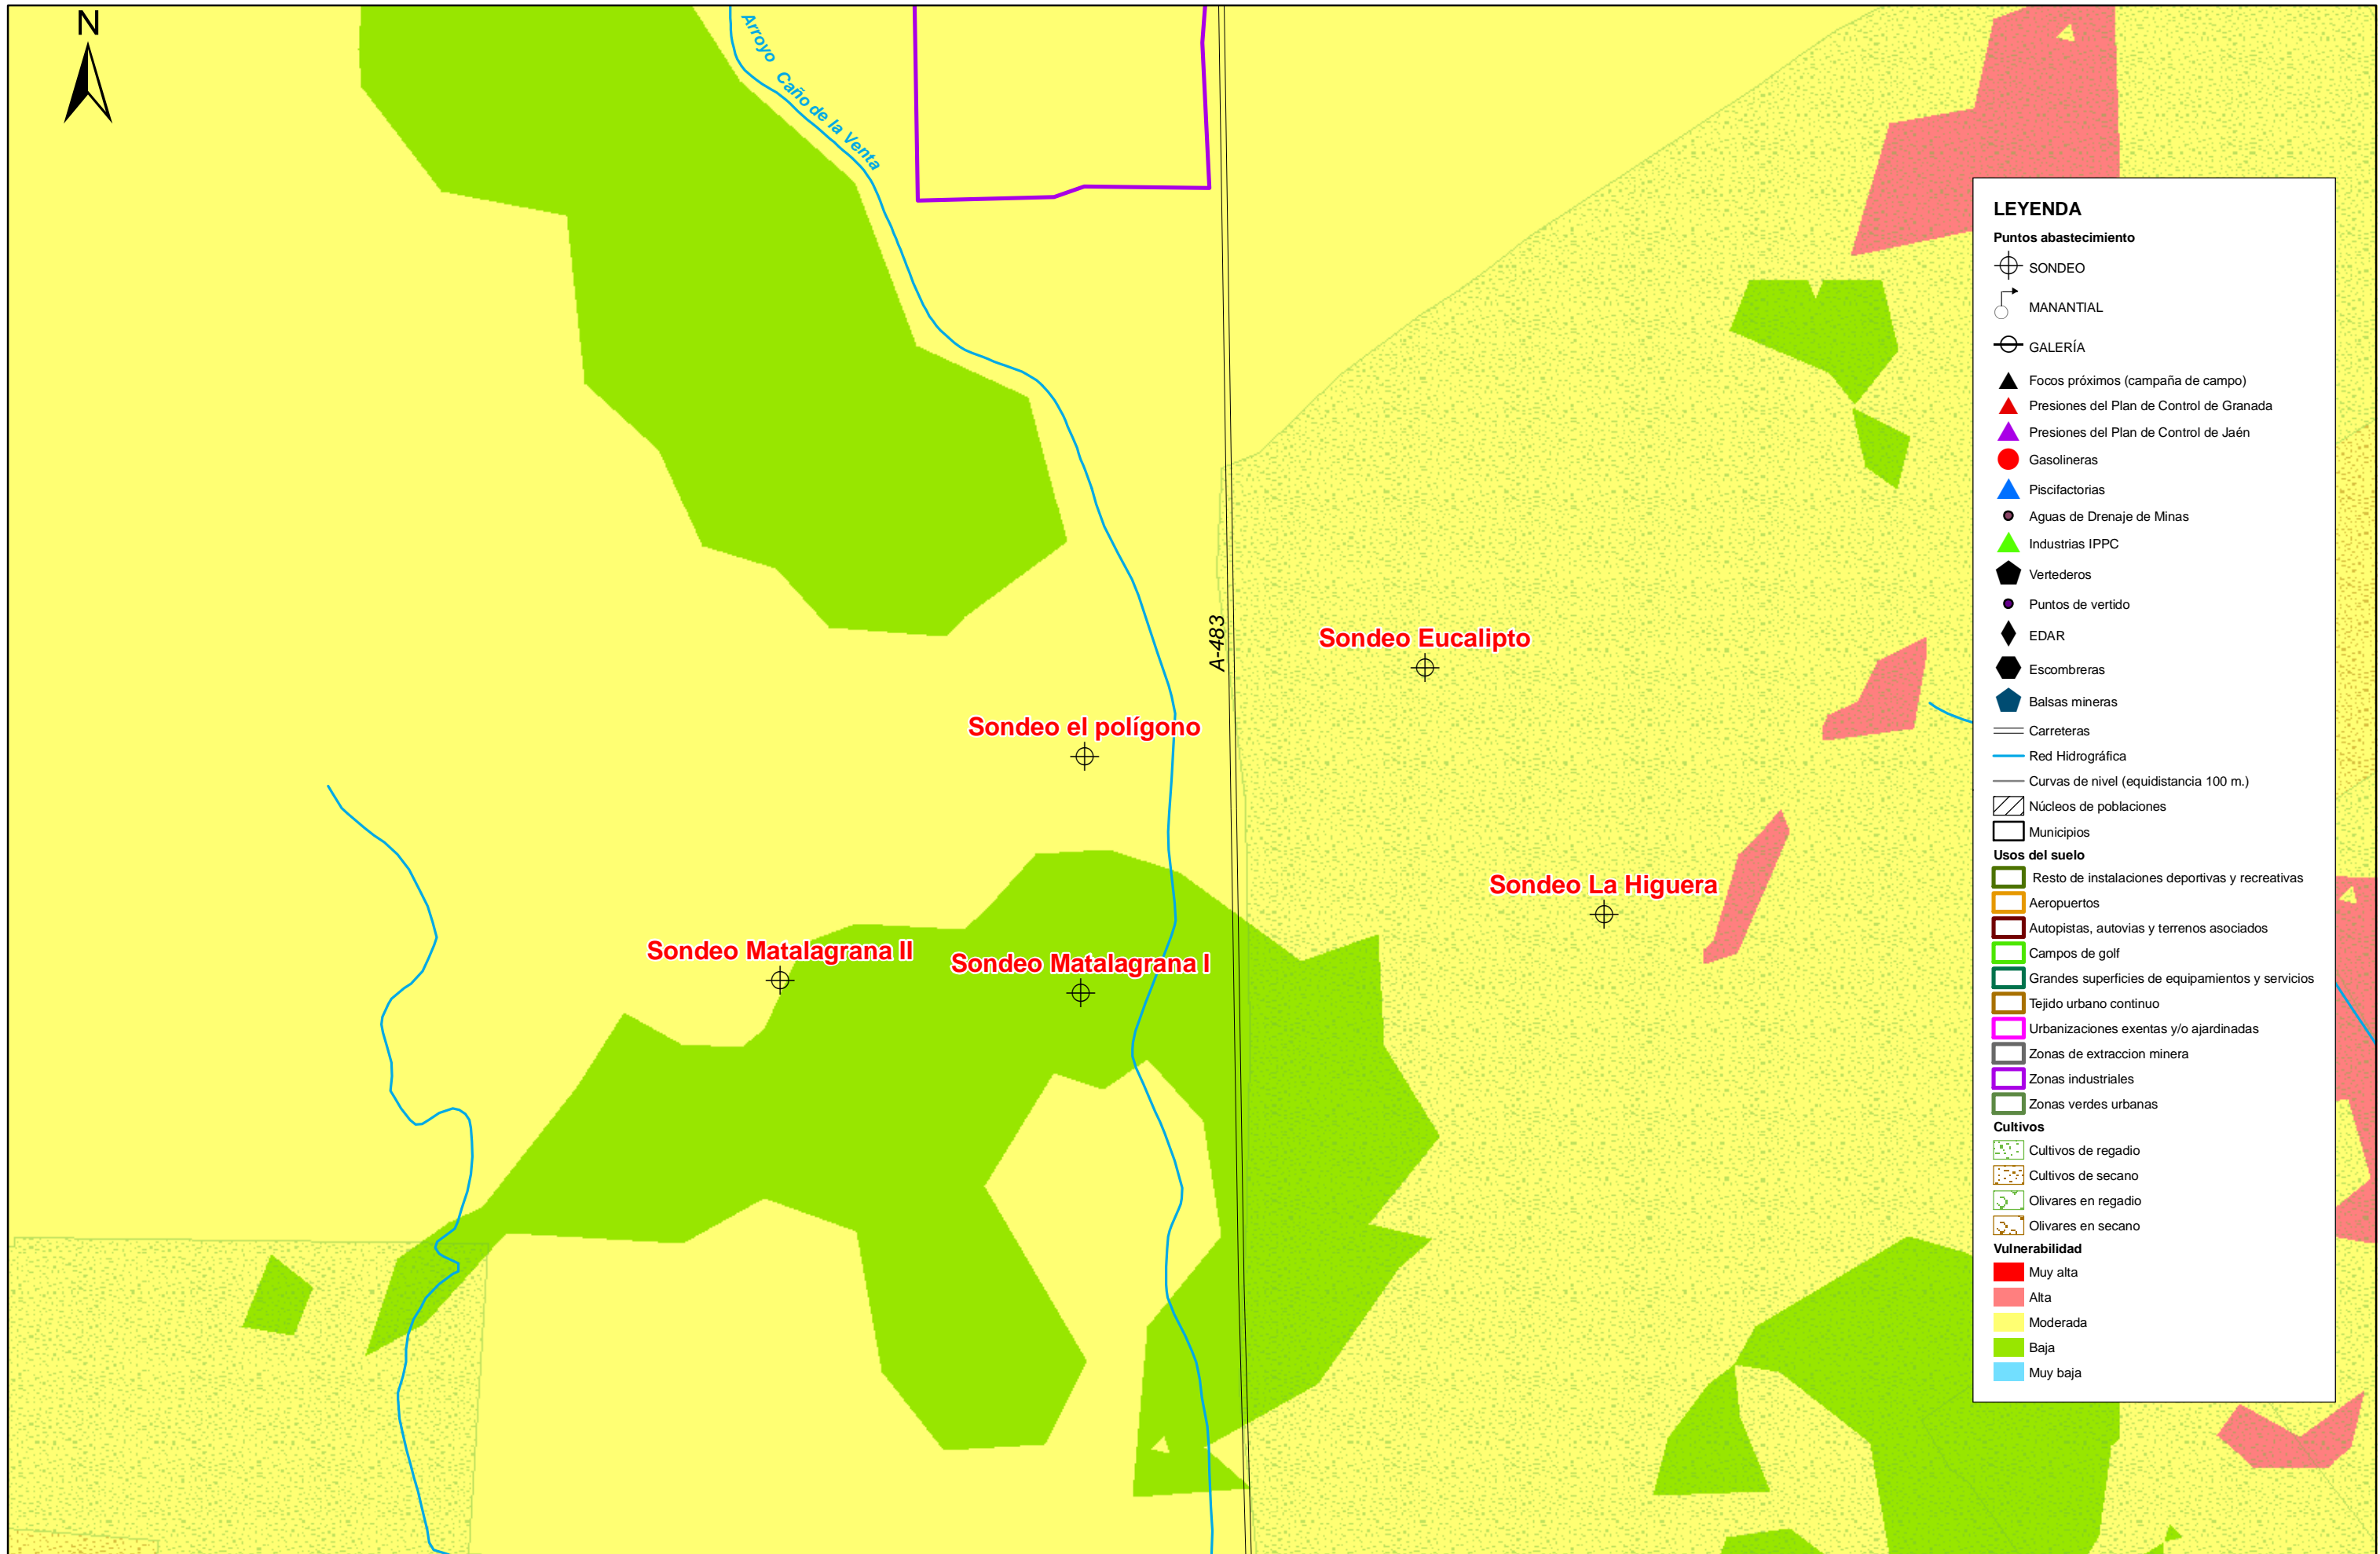 N
Arroyo Caño de la Venta
A-483
Sondeo Eucalipto
Sondeo el polígono
Sondeo La Higuera
Sondeo Matalagrana II
Sondeo Matalagrana I
LEYENDA
Puntos abastecimiento
SONDEO
MANANTIAL
GALERÍA
Focos próximos (campaña de campo)
Presiones del Plan de Control de Granada
Presiones del Plan de Control de Jaén
Gasolineras
Piscifactorias
Aguas de Drenaje de Minas
Industrias IPPC
Vertederos
Puntos de vertido
EDAR
Escombreras
Balsas mineras
Carreteras
Red Hidrográfica
Curvas de nivel (equidistancia 100 m.)
Núcleos de poblaciones
Municipios
Usos del suelo
Resto de instalaciones deportivas y recreativas
Aeropuertos
Autopistas, autovias y terrenos asociados
Campos de golf
Grandes superficies de equipamientos y servicios
Tejido urbano continuo
Urbanizaciones exentas y/o ajardinadas
Zonas de extraccion minera
Zonas industriales
Zonas verdes urbanas
Cultivos
Cultivos de regadio
Cultivos de secano
Olivares en regadio
Olivares en secano
Vulnerabilidad
Muy alta
Alta
Moderada
Baja
Muy baja